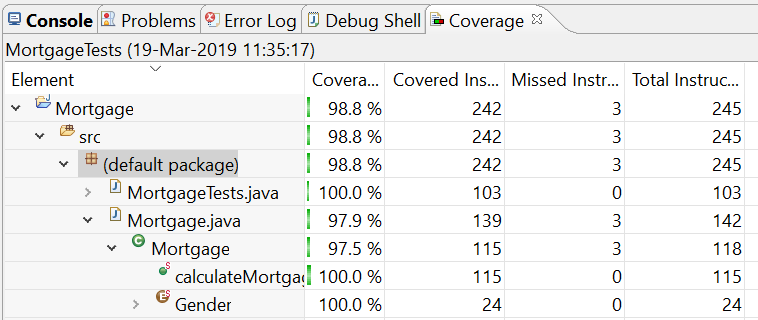 Console Problems Error Log Debug Shell Coverage
MortgageTests (19-Mar-2019 11:35:17)
Element Covera... Covered Ins... Missed Instr... Total Instruc...
Mortgage 98.8 % 242 3 245
src 98.8 % 242 3 245
(default package) 98.8 % 242 3 245
MortgageTests.java 100.0 % 103 0 103
Mortgage.java 97.9 % 139 3 142
Mortgage 97.5 % 115 3 118
calculateMortgag 100.0 % 115 0 115
Gender 100.0 % 24 0 24